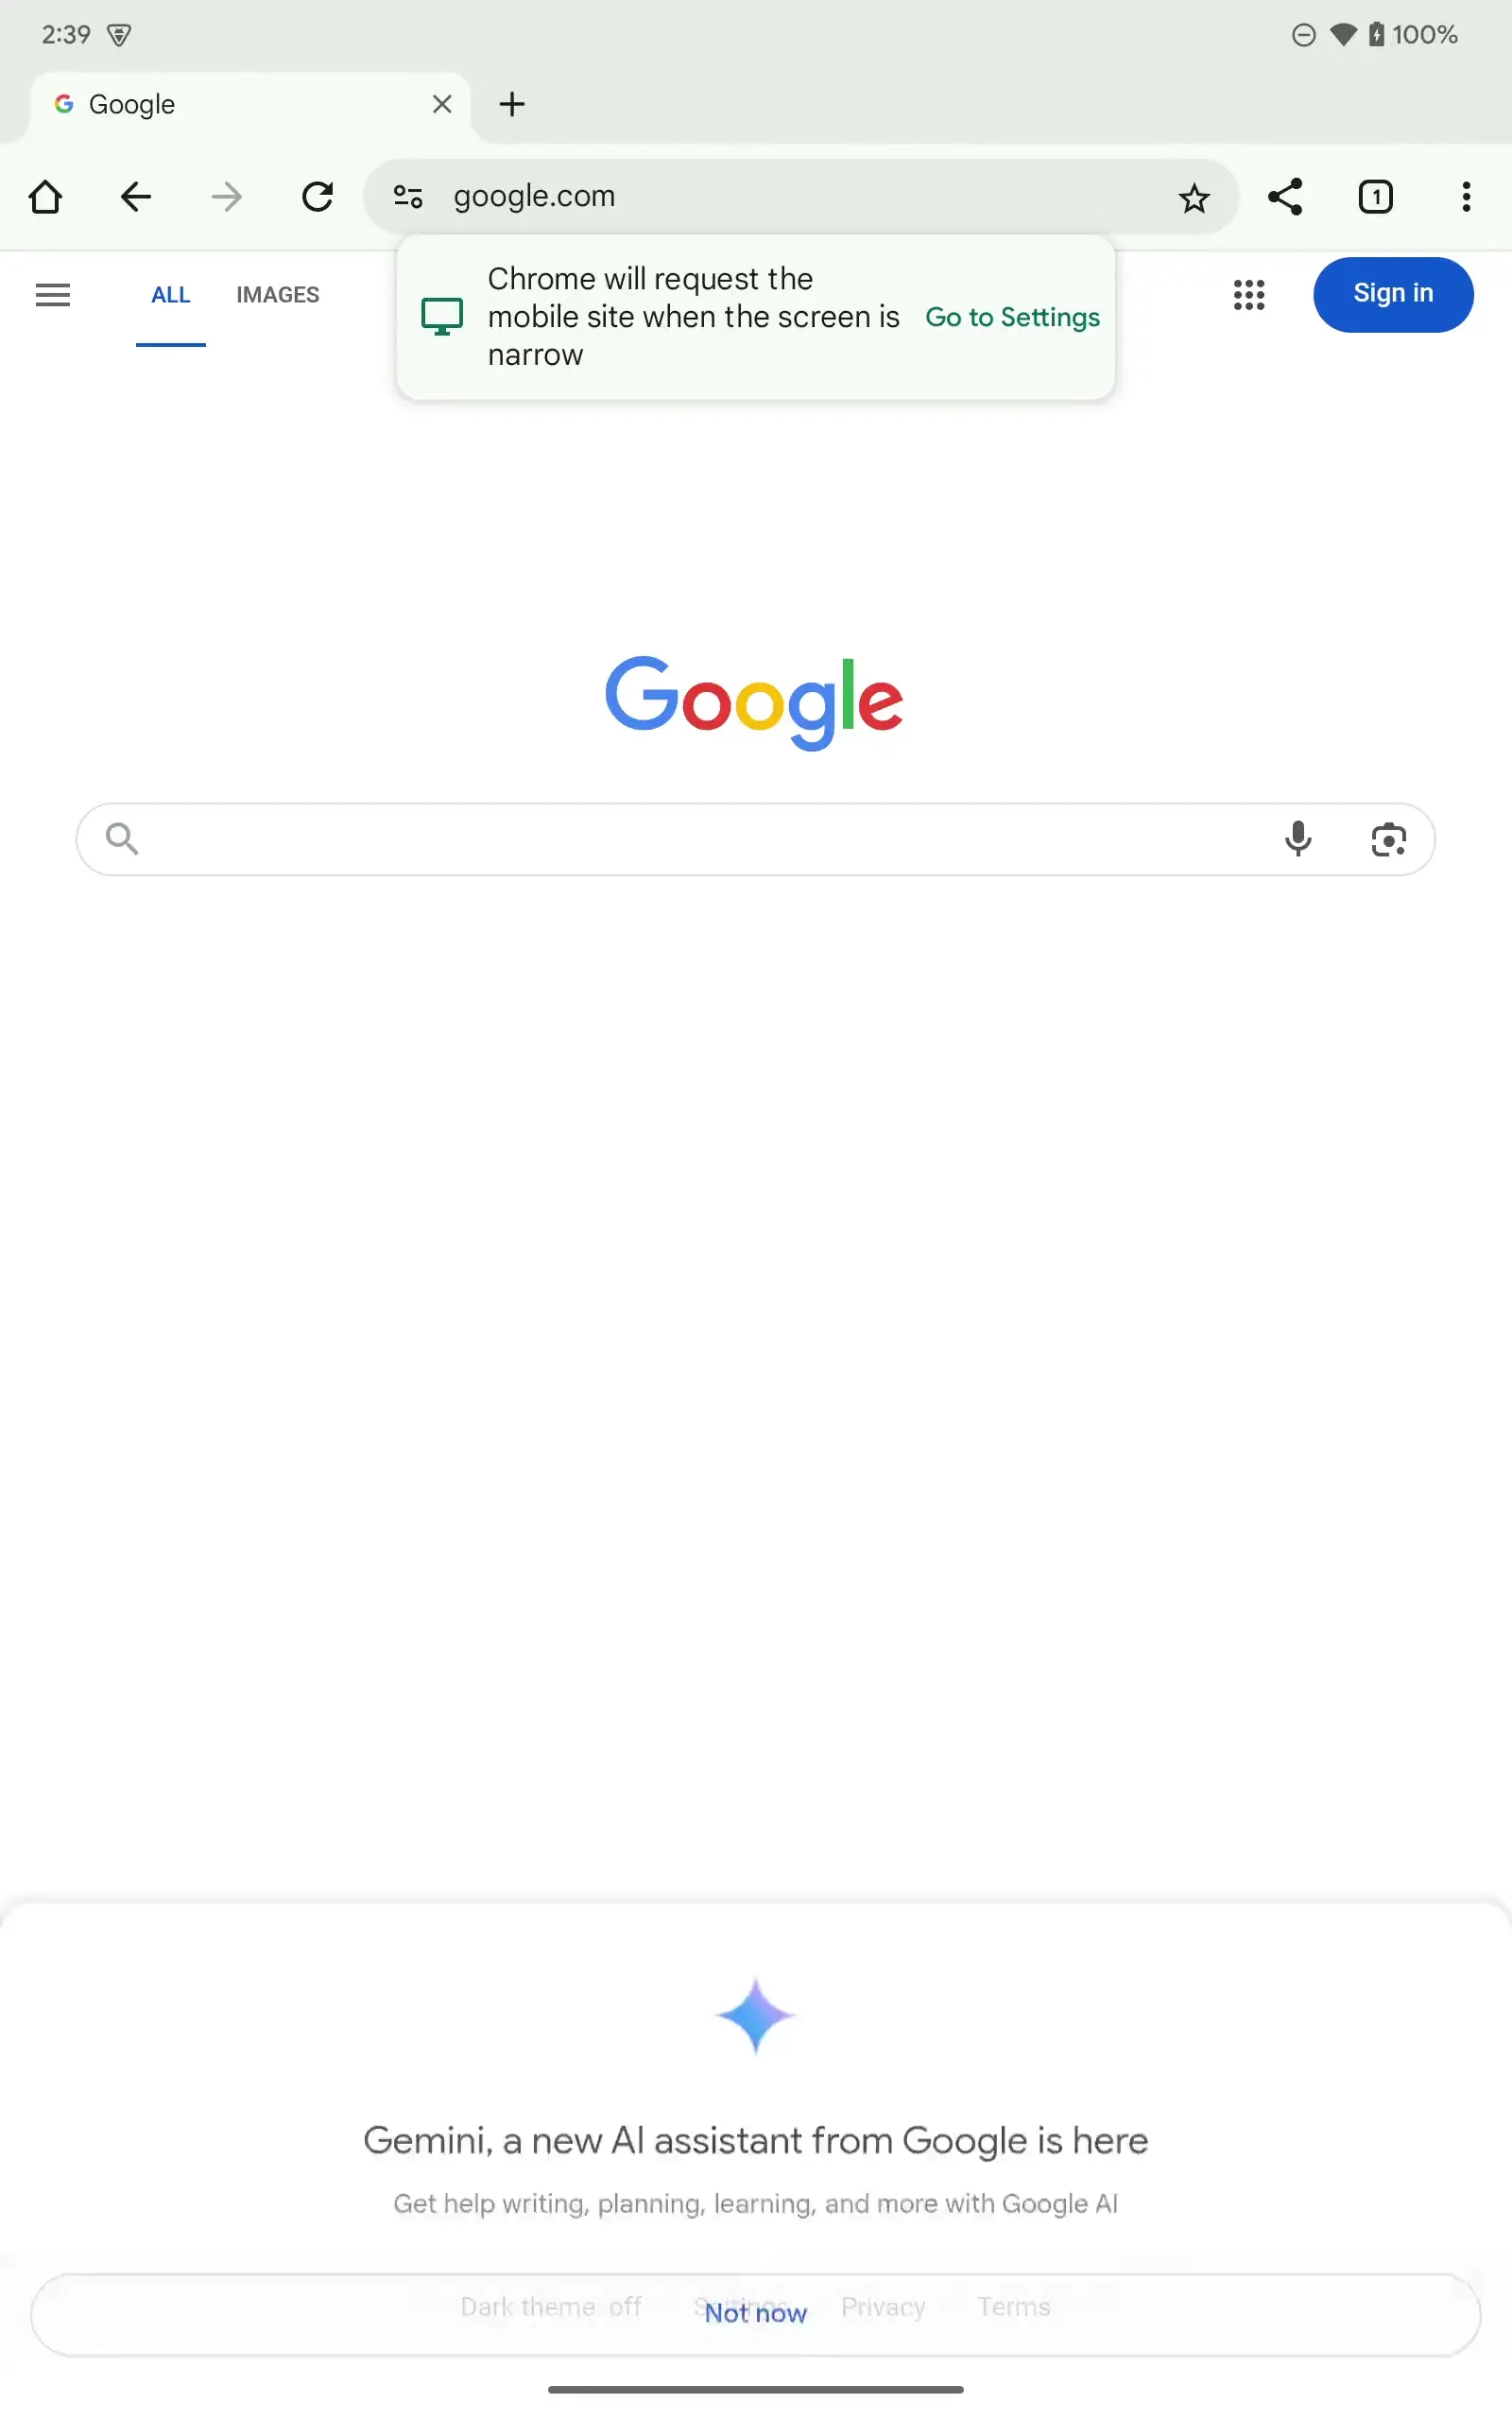 2:39
100%
Google
google.com
1
ALL IMAGES
Chrome will request the
mobile site when the screen is
narrow
Go to Settings
Sign in
Google
Gemini, a new AI assistant from Google is here
Get help writing, planning, learning, and more with Google AI
Dark theme: off Settings Privacy Terms
Not now